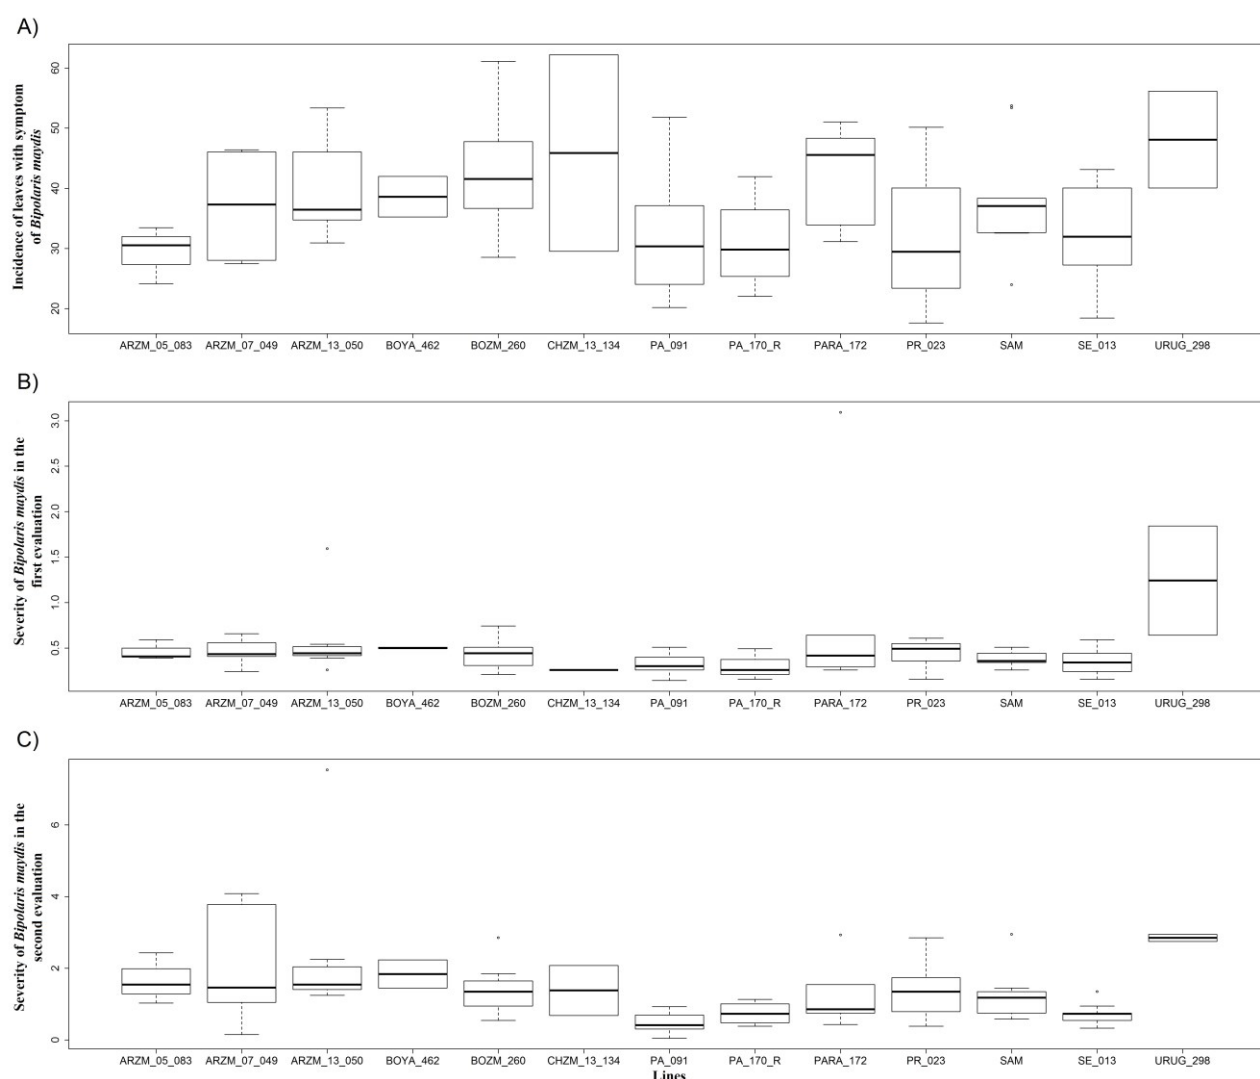 A)
Incidence of leaves with symptom
of Bipolaris maydis
60
50
40
30
20
ARZM_05_083 ARZM_07_049 ARZM_13_050 BOYA_462 BOZM_260 CHZM_13_134 PA_091 PA_170_R PARA_172 PR_023 SAM SE_013 URUG_298
B)
Severity of Bipolaris maydis in the
first evaluation
3.0
2.5
2.0
1.5
1.0
0.5
ARZM_05_083 ARZM_07_049 ARZM_13_050 BOYA_462 BOZM_260 CHZM_13_134 PA_091 PA_170_R PARA_172 PR_023 SAM SE_013 URUG_298
C)
Severity of Bipolaris maydis in the
second evaluation
6
4
2
0
ARZM_05_083 ARZM_07_049 ARZM_13_050 BOYA_462 BOZM_260 CHZM_13_134 PA_091 PA_170_R PARA_172 PR_023 SAM SE_013 URUG_298
Lines